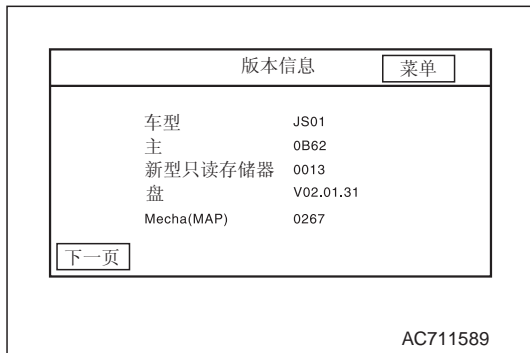 版本信息 菜单
车型 JS01
主 0B62
新型只读存储器 0013
盘 V02.01.31
Mecha(MAP) 0267
下一页
AC711589